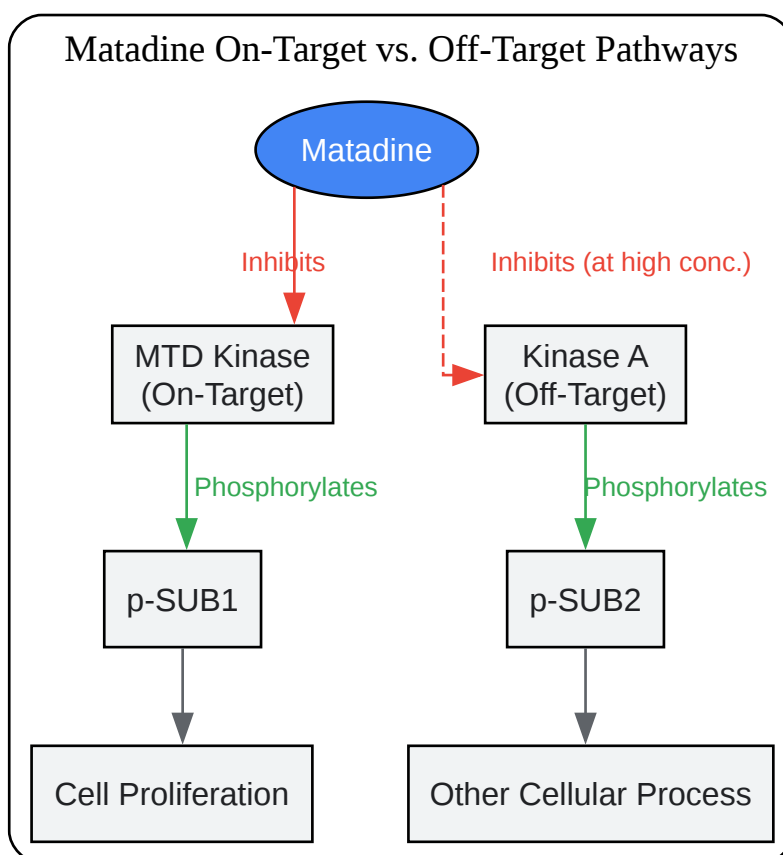 Matadine On-Target vs. Off-Target Pathways
Matadine
Inhibits
Inhibits (at high conc.)
MTD Kinase
(On-Target)
Kinase A
(Off-Target)
Phosphorylates
Phosphorylates
p-SUB1
p-SUB2
Cell Proliferation
Other Cellular Process